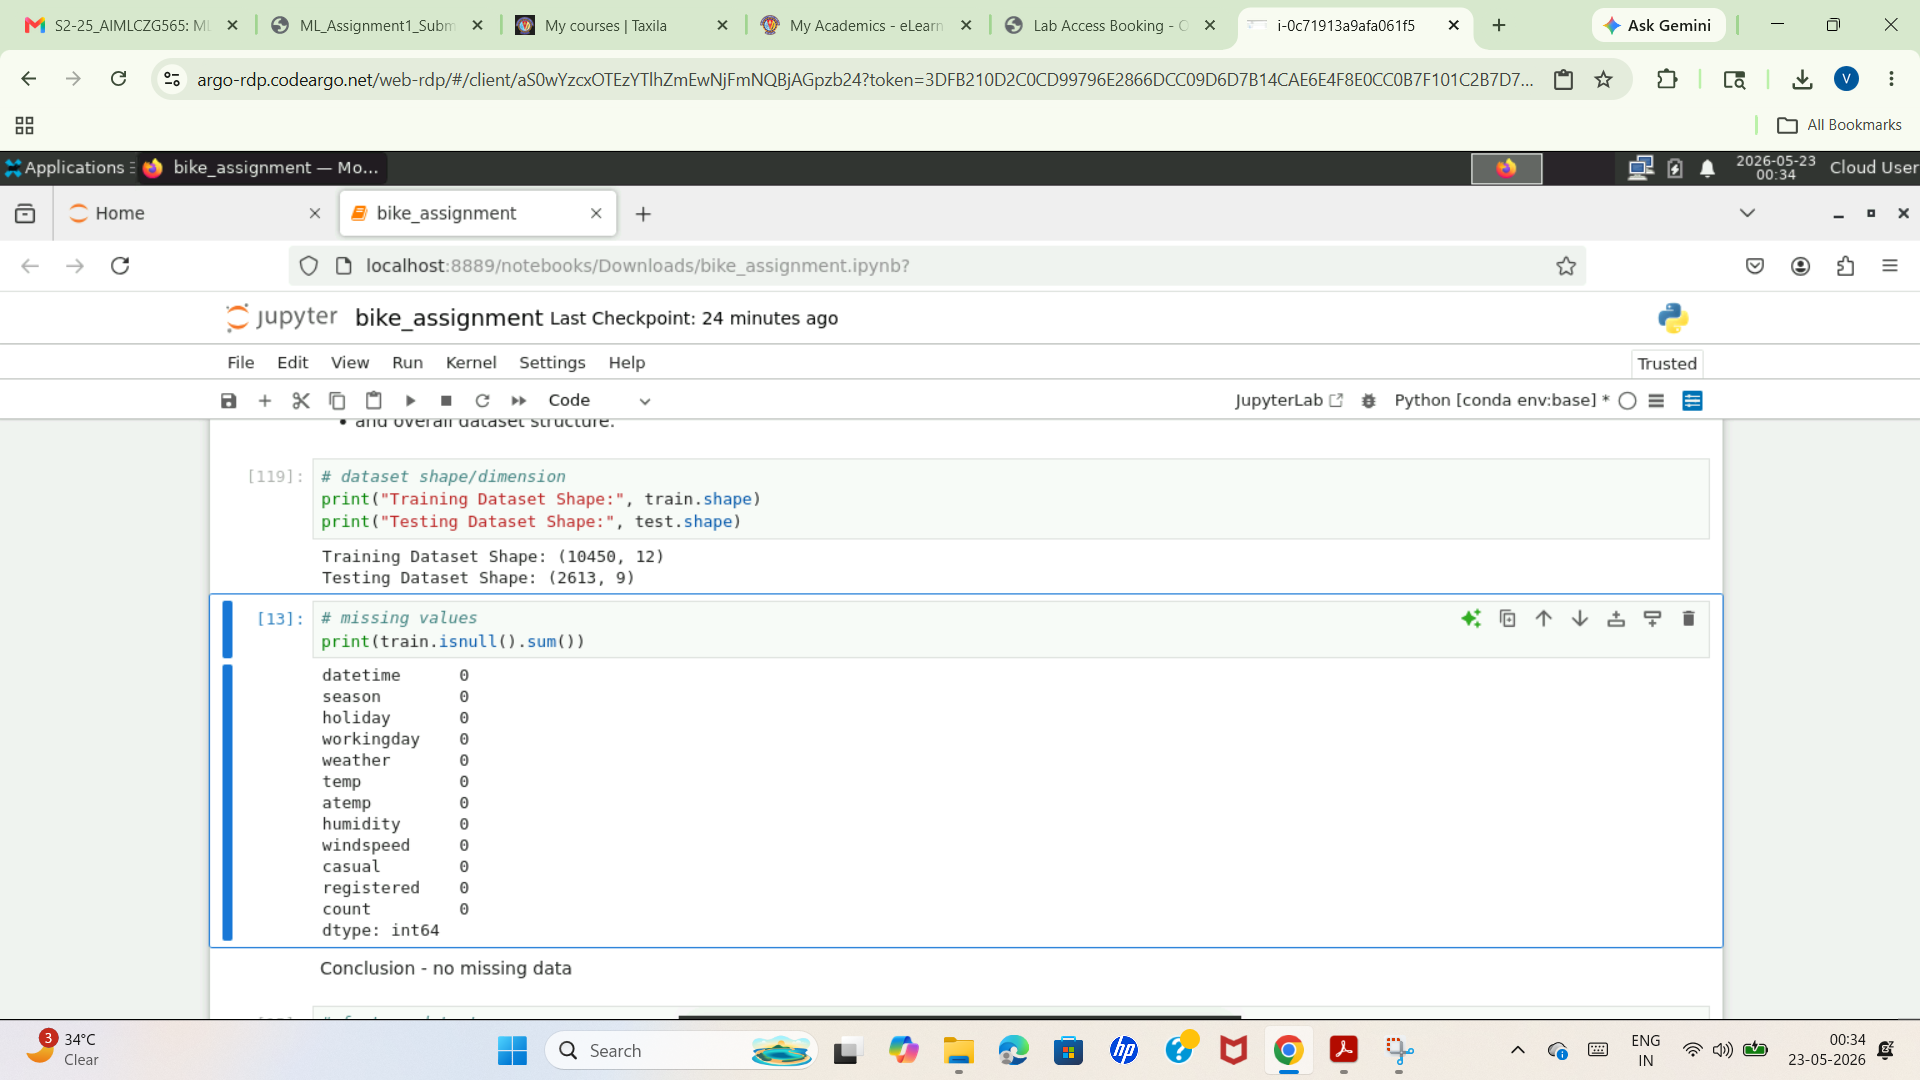 S2-25_AIMLCZG565: ML
ML_Assignment1_Subm
My courses | Taxila
My Academics - eLearn
Lab Access Booking - O
i-0c71913a9afa061f5
Ask Gemini
argo-rdp.codeargo.net/web-rdp/#/client/aS0wYzcxOTEzYTlhZmEwNjFmNQBjAGpzb24?token=3DFB210D2C0CD99796E2866DCC09D6D7B14CAE6E4F8E0CC0B7F101C2B7D7...
V
All Bookmarks
Applications
bike_assignment — Mo...
2026-05-23
00:34
Cloud User
Home
bike_assignment
localhost:8889/notebooks/Downloads/bike_assignment.ipynb?
jupyter bike_assignment Last Checkpoint: 24 minutes ago
File Edit View Run Kernel Settings Help
Trusted
Code
JupyterLab
Python [conda env:base] *
• and overall dataset structure.
[119]:
# dataset shape/dimension
print("Training Dataset Shape:", train.shape)
print("Testing Dataset Shape:", test.shape)
Training Dataset Shape: (10450, 12)
Testing Dataset Shape: (2613, 9)
[13]:
# missing values
print(train.isnull().sum())
datetime 0
season 0
holiday 0
workingday 0
weather 0
temp 0
atemp 0
humidity 0
windspeed 0
casual 0
registered 0
count 0
dtype: int64
Conclusion - no missing data
3
34°C
Clear
Search
hp
ENG
IN
00:34
23-05-2026